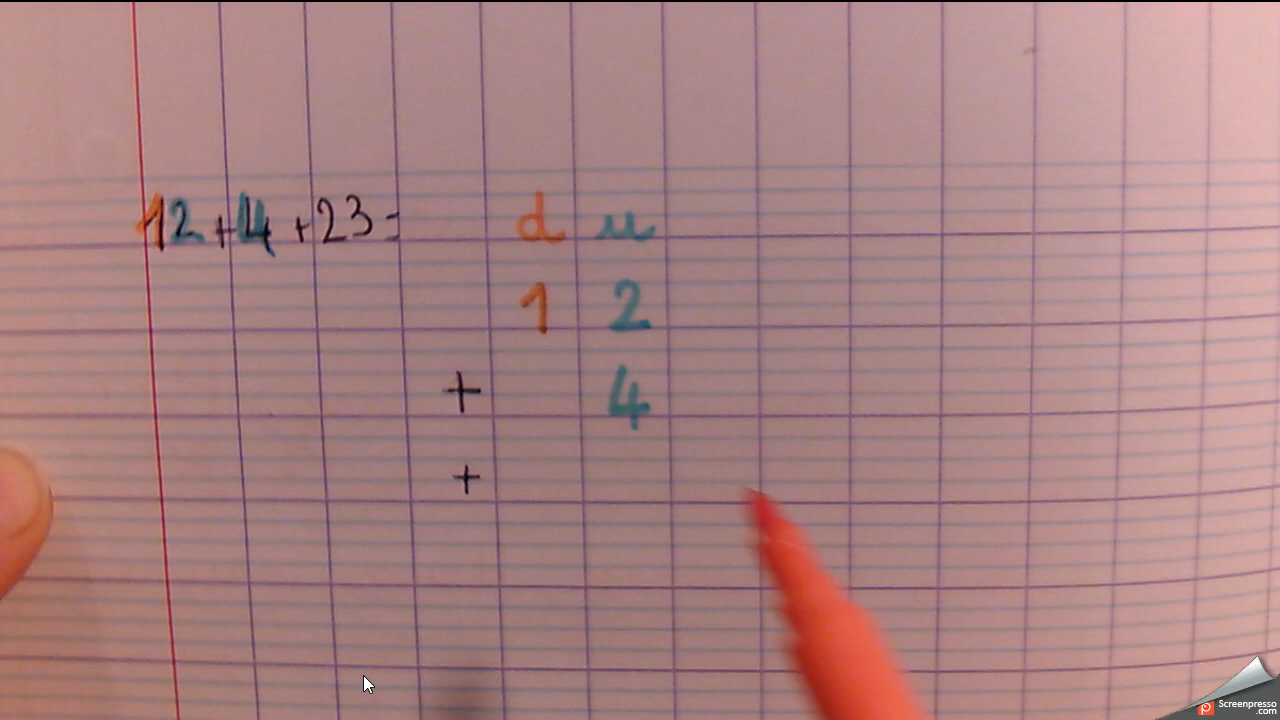 12+4+23=
d u
1 2
+ 4
+
Screenpresso
.com